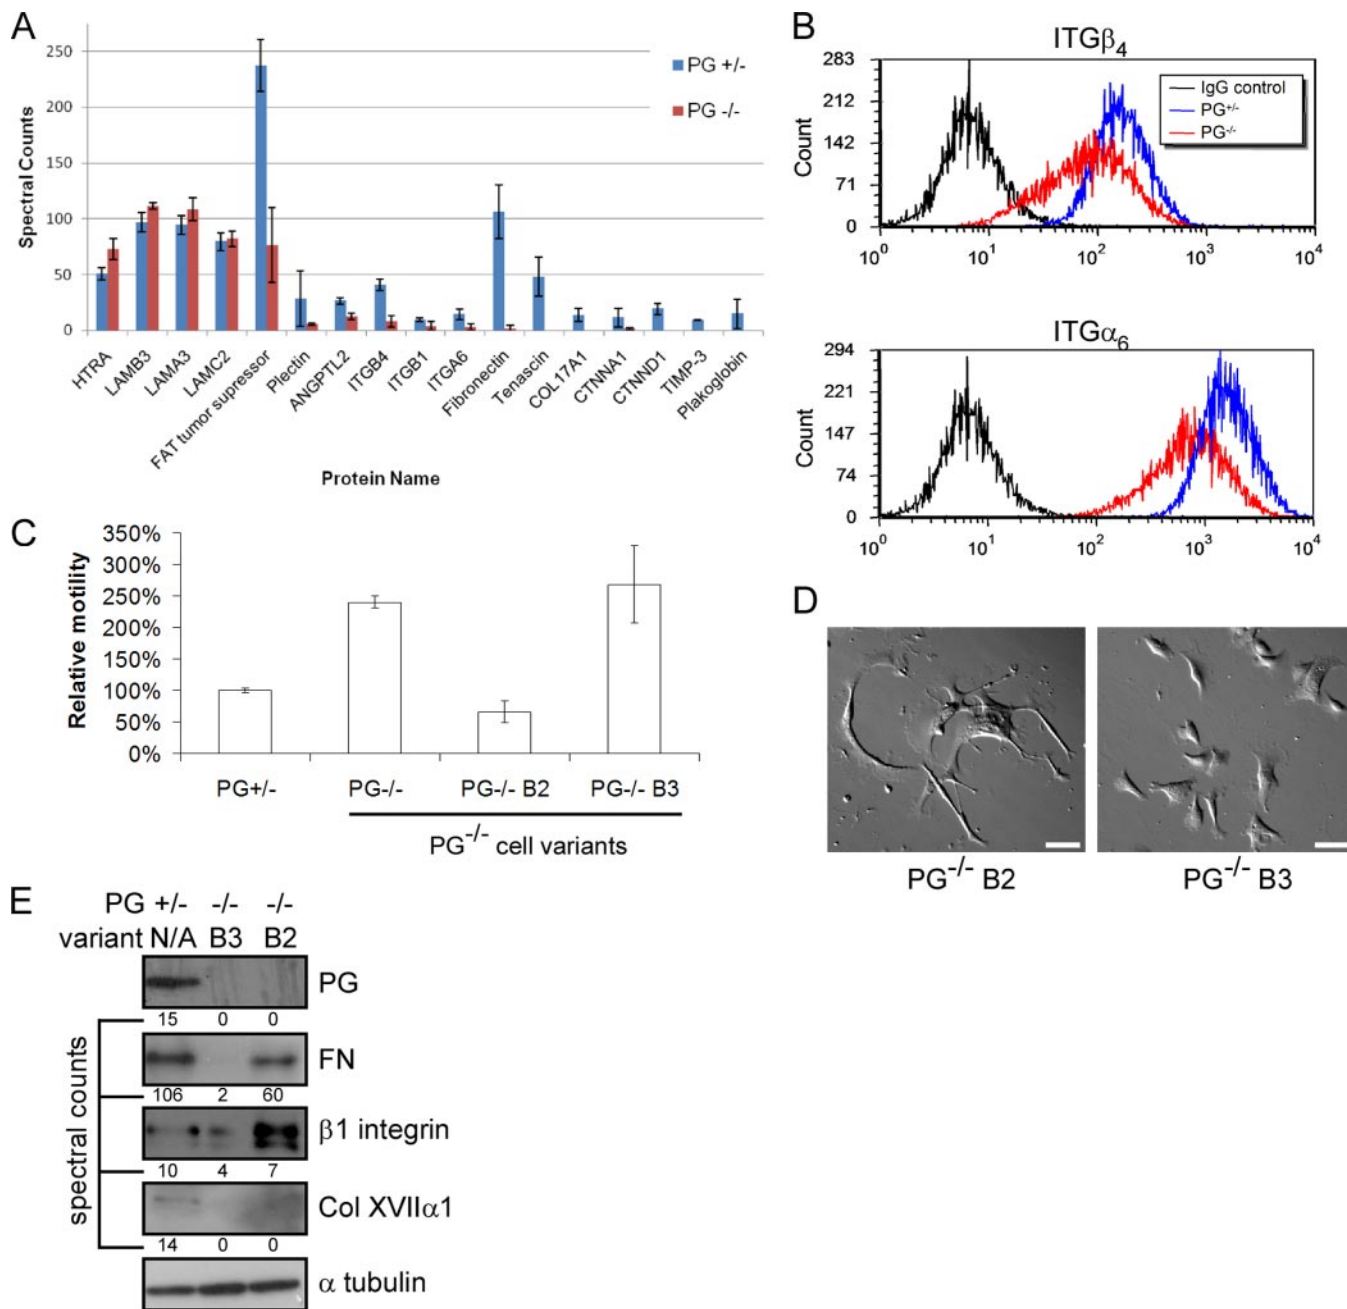 A
250
200
150
100
50
0
Spectral Counts
PG +/-
PG -/-
HTRA
LAMB3
LAMA3
LAMC2
FAT tumor supressor
Plectin
ANGPTL2
ITGB4
ITGB1
ITGA6
Fibronectin
Tenascin
COL17A1
CTNNA1
CTNND1
TIMP-3
Plakoglobin
Protein Name
B
ITGβ4
283
212
142
71
0
Count
IgG control
PG+/-
PG-/-
10^0 10^1 10^2 10^3 10^4
ITGα6
294
221
147
74
0
Count
10^0 10^1 10^2 10^3 10^4
C
350%
300%
250%
200%
150%
100%
50%
0%
Relative motility
PG+/- PG-/- PG-/- B2 PG-/- B3
PG-/- cell variants
D
PG-/- B2 PG-/- B3
E
PG +/- -/- -/-
variant N/A B3 B2
PG
15 0 0
FN
106 2 60
β1 integrin
10 4 7
Col XVIIα1
14 0 0
α tubulin
spectral counts